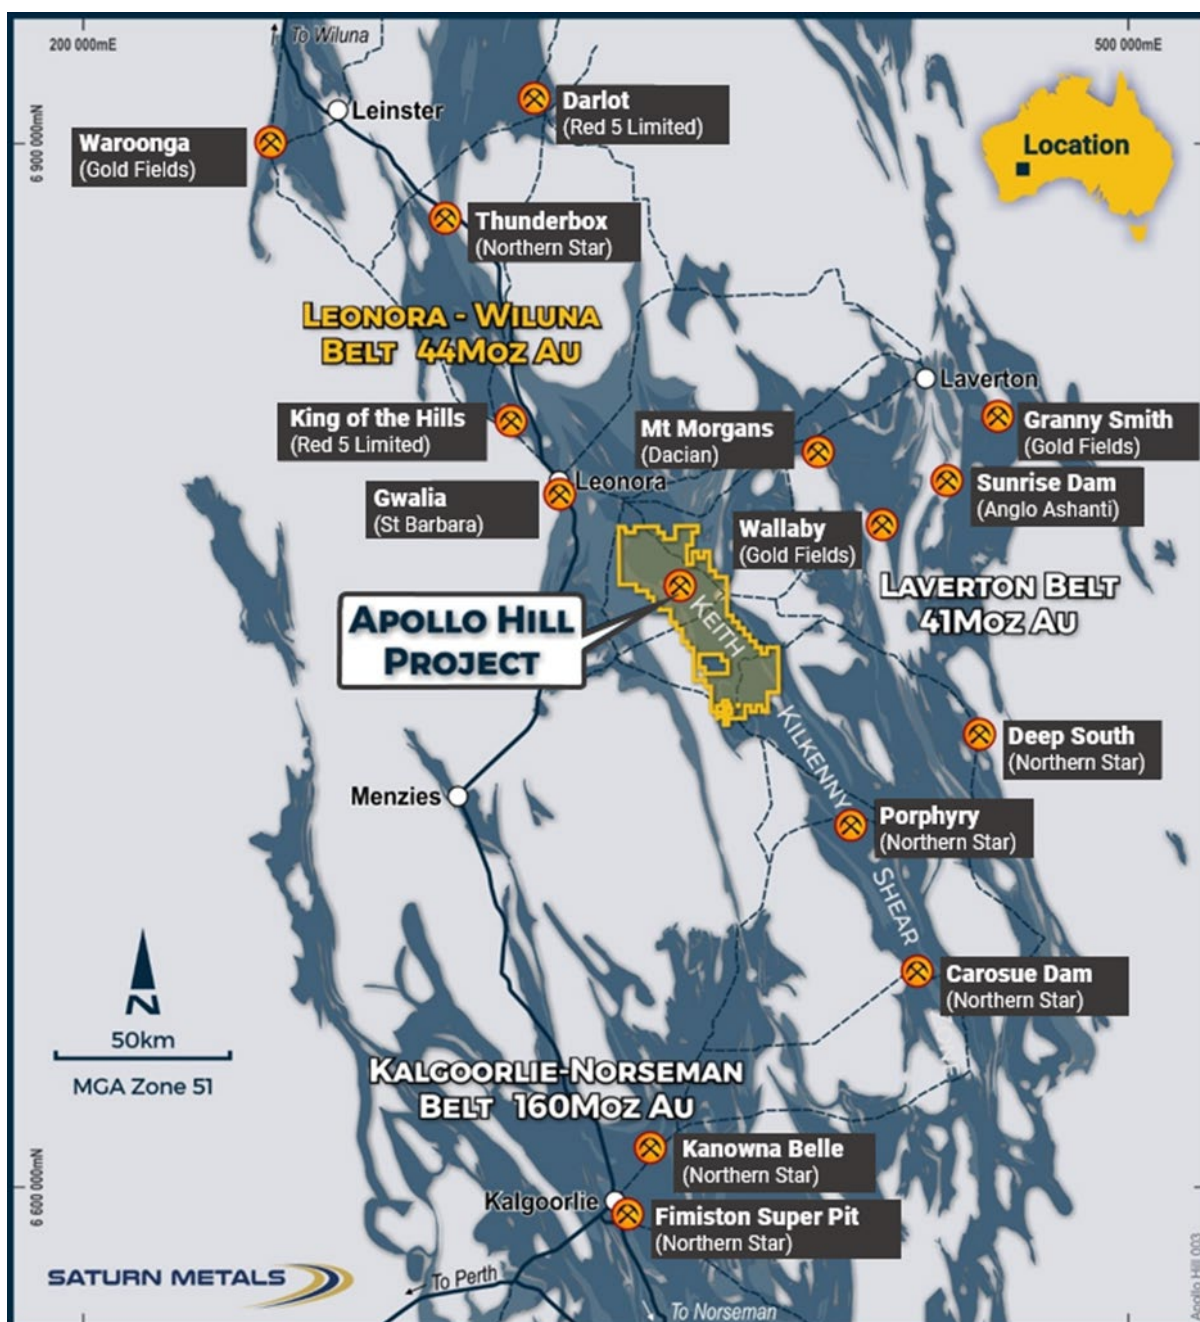 200 000mE
To Wiluna
500 000mE
6 900 000mN
Leinster
Darlot
(Red 5 Limited)
Waroonga
(Gold Fields)
Location
Thunderbox
(Northern Star)
LEONORA - WILUNA
BELT 44MOZ AU
Laverton
King of the Hills
(Red 5 Limited)
Mt Morgans
(Dacian)
Granny Smith
(Gold Fields)
Leonora
Gwalia
(St Barbara)
Sunrise Dam
(Anglo Ashanti)
Wallaby
(Gold Fields)
LAVERTON BELT
41MOZ AU
APOLLO HILL
PROJECT
KEITH
KILKENNY
SHEAR
Deep South
(Northern Star)
Menzies
Porphyry
(Northern Star)
Carosue Dam
(Northern Star)
N
50km
MGA Zone 51
KALGOORLIE-NORSEMAN
BELT 160MOZ AU
Kanowna Belle
(Northern Star)
6 600 000mN
Kalgoorlie
Fimiston Super Pit
(Northern Star)
SATURN METALS
To Perth
To Norseman
Apollo Hill 003